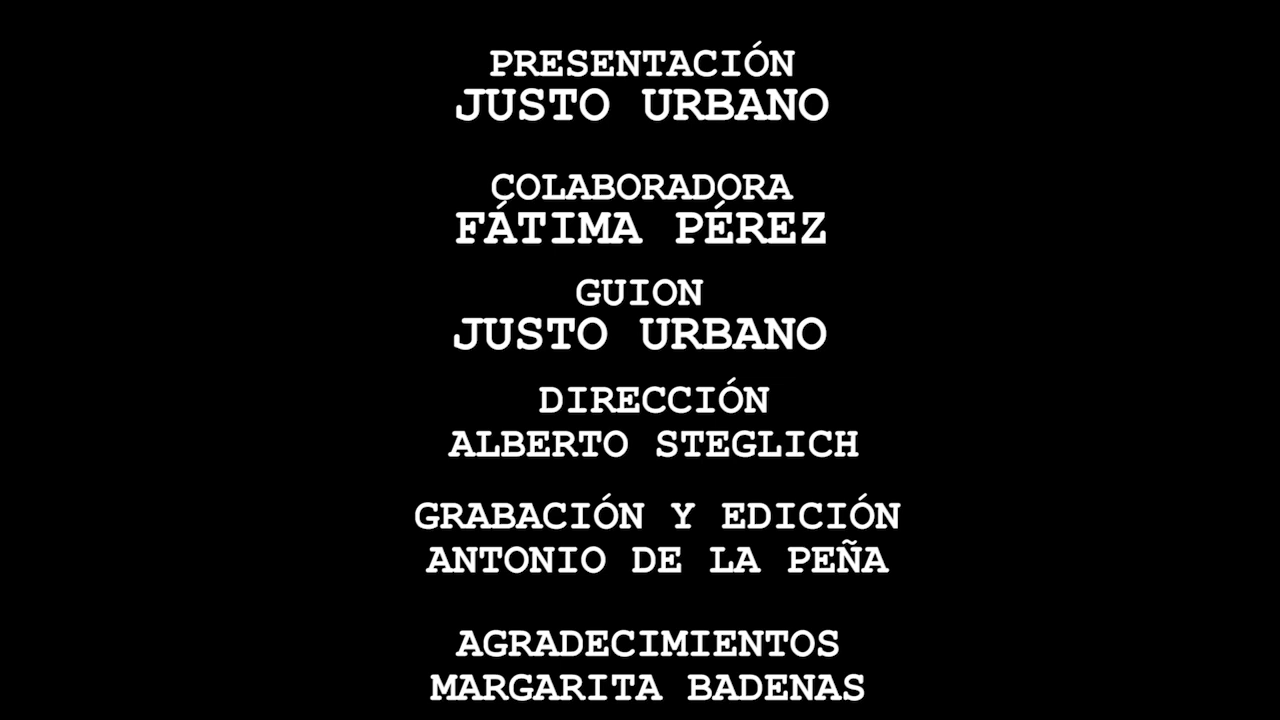 PRESENTACIÓN
JUSTO URBANO
COLABORADORA
FÁTIMA PÉREZ
GUION
JUSTO URBANO
DIRECCIÓN
ALBERTO STEGLICH
GRABACIÓN Y EDICIÓN
ANTONIO DE LA PEÑA
AGRADECIMIENTOS
MARGARITA BADENAS